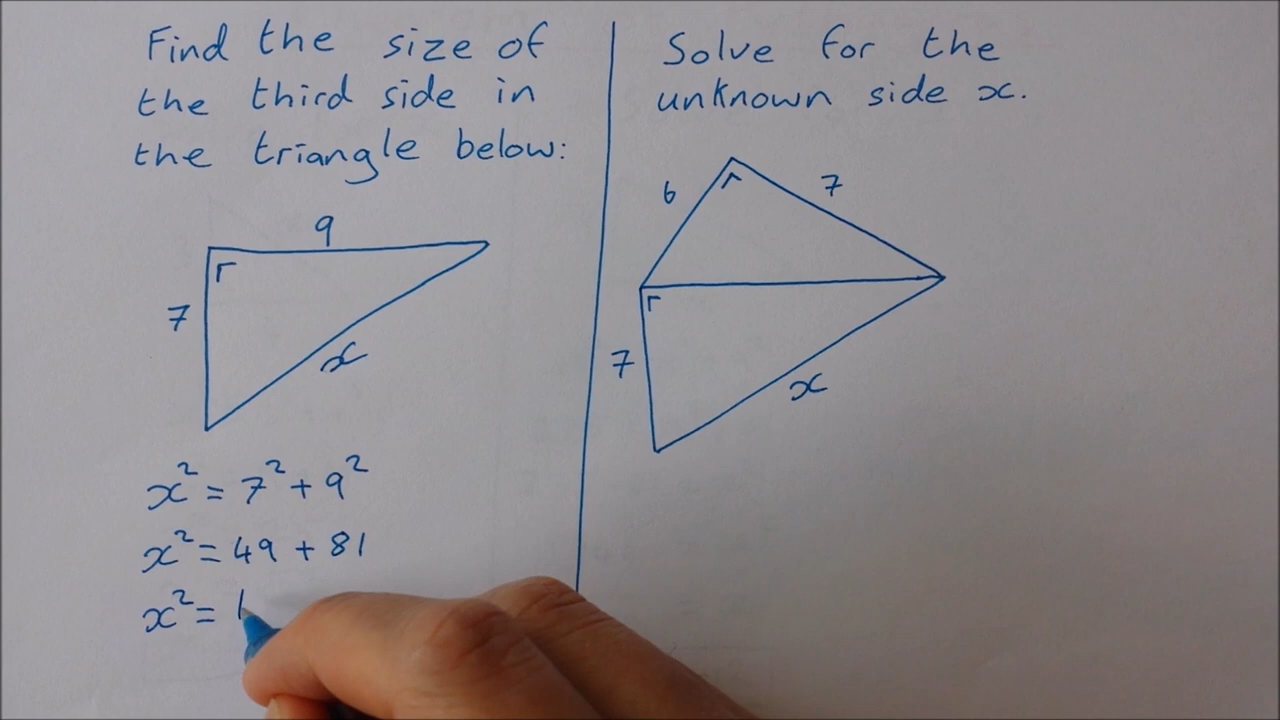 Find the size of
the third side in
the triangle below:
9
7
x
x² = 7² + 9²
x² = 49 + 81
x² = 1
Solve for the
unknown side x.
6
7
7
x